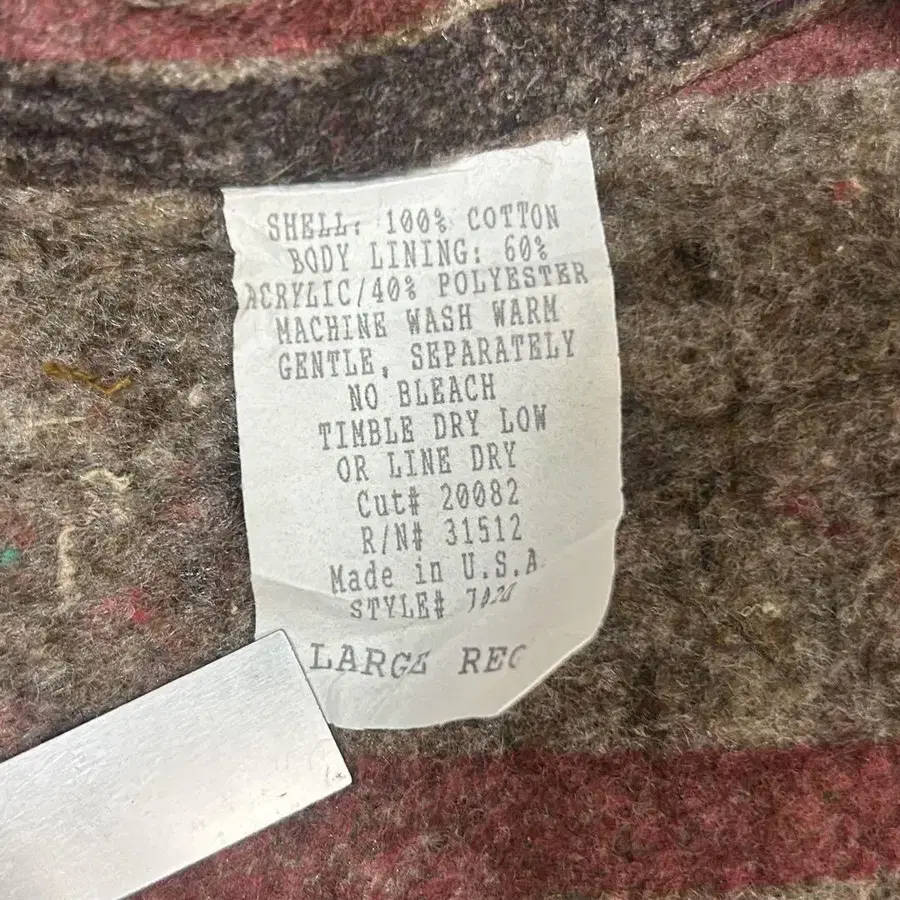 SHELL: 100% COTTON
BODY LINING: 60%
ACRYLIC/40% POLYESTER
MACHINE WASH WARM
GENTLE, SEPARATELY
NO BLEACH
TIMBLE DRY LOW
OR LINE DRY
Cut# 20082
R/N# 31512
Made in U.S.A
STYLE#
LARGE REG